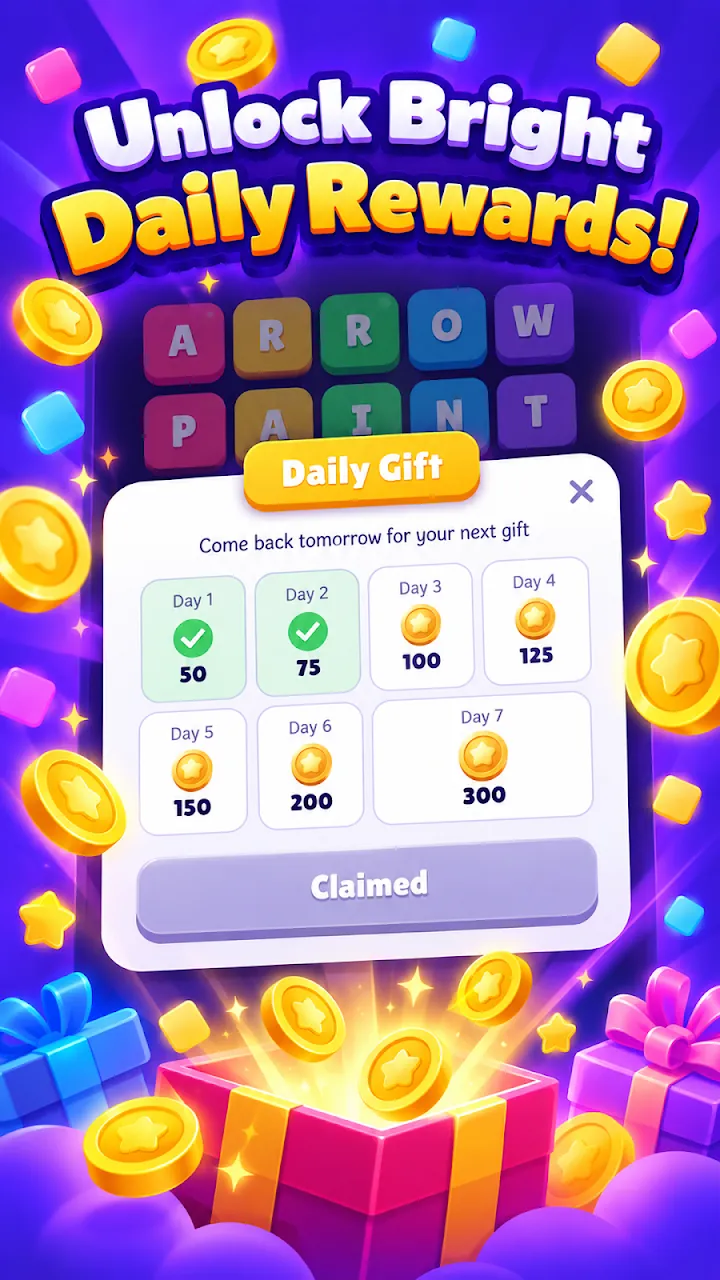 Unlock Bright
Daily Rewards!
A R R O W
P A I N T
Daily Gift
Come back tomorrow for your next gift
Day 1 Day 2 Day 3 Day 4
50 75 100 125
Day 5 Day 6 Day 7
150 200 300
Claimed